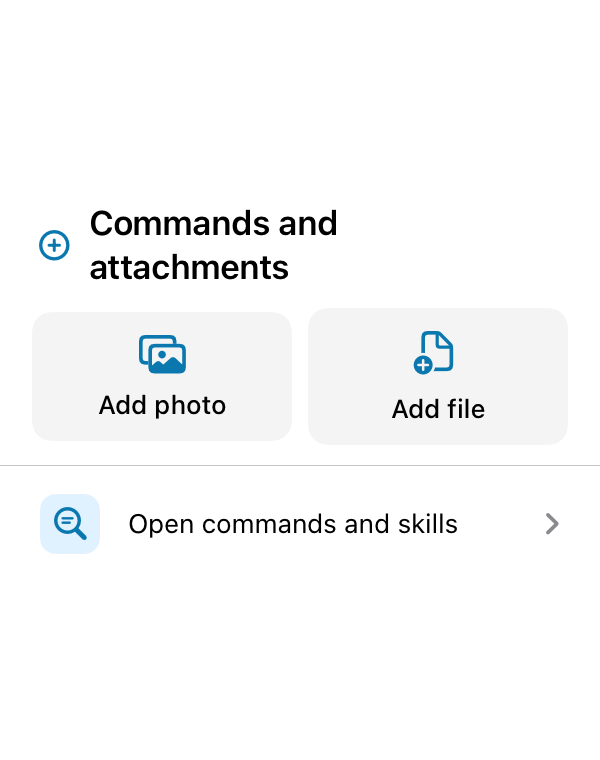 Commands and
attachments
Add photo
Add file
Open commands and skills